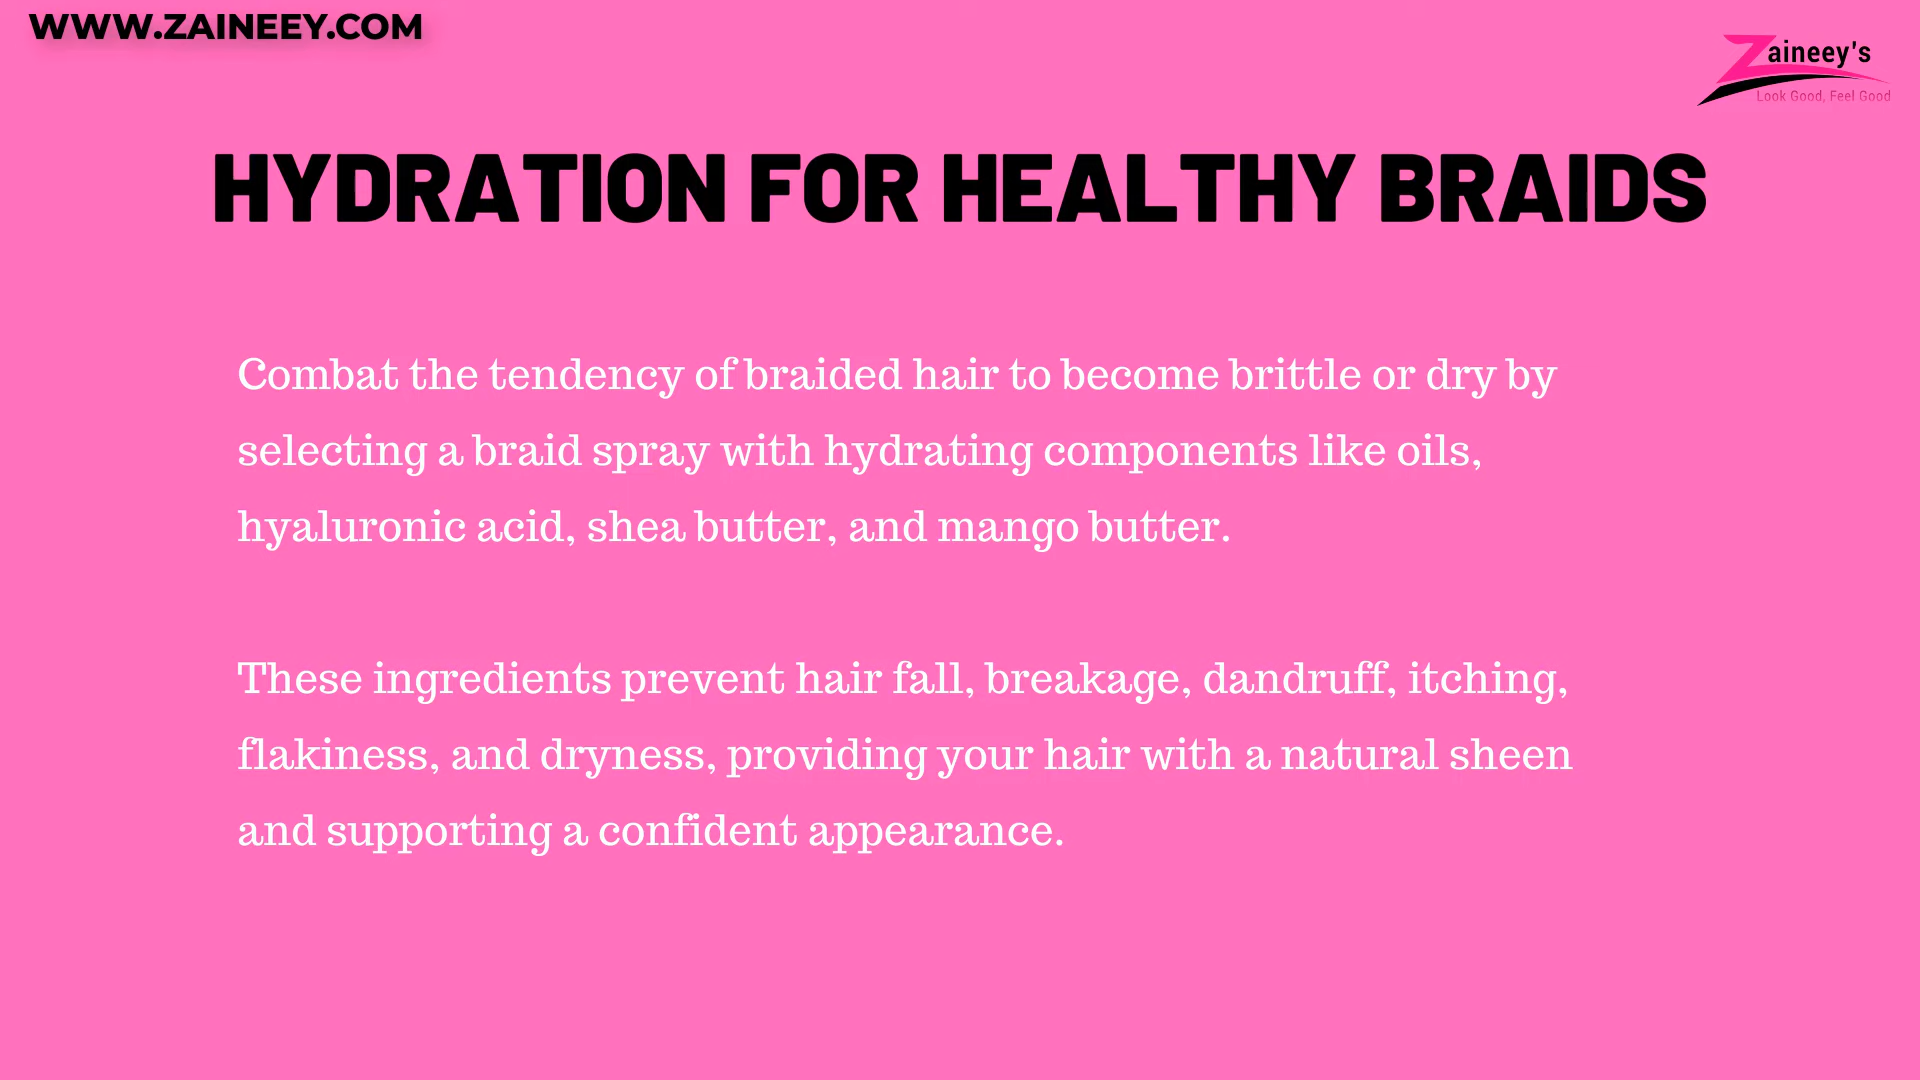 WWW.ZAINEEY.COM
Zaineey's
Look Good, Feel Good
HYDRATION FOR HEALTHY BRAIDS
Combat the tendency of braided hair to become brittle or dry by
selecting a braid spray with hydrating components like oils,
hyaluronic acid, shea butter, and mango butter.
These ingredients prevent hair fall, breakage, dandruff, itching,
flakiness, and dryness, providing your hair with a natural sheen
and supporting a confident appearance.